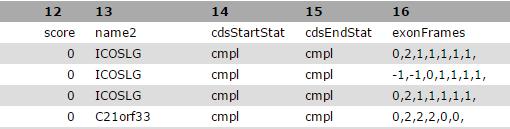 12 13 14 15 16
score name2 cdsStartStat cdsEndStat exonFrames
0 ICOSLG cmpl cmpl 0,2,1,1,1,1,1,
0 ICOSLG cmpl cmpl -1,-1,0,1,1,1,1,
0 ICOSLG cmpl cmpl 0,2,1,1,1,1,1,
0 C21orf33 cmpl cmpl 0,2,2,2,0,0,